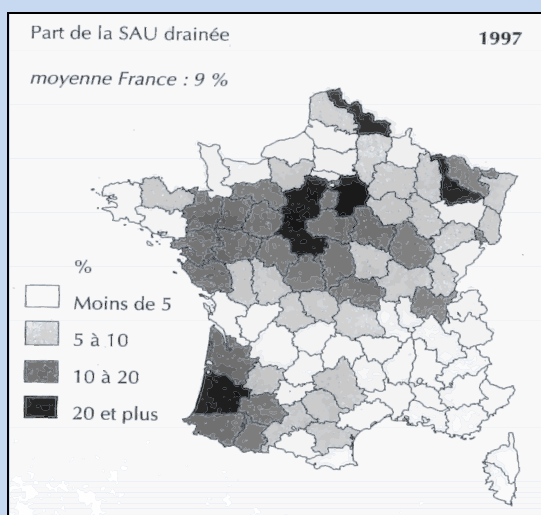 Part de la SAU drainée
1997
moyenne France : 9 %
%
Moins de 5
5 à 10
10 à 20
20 et plus